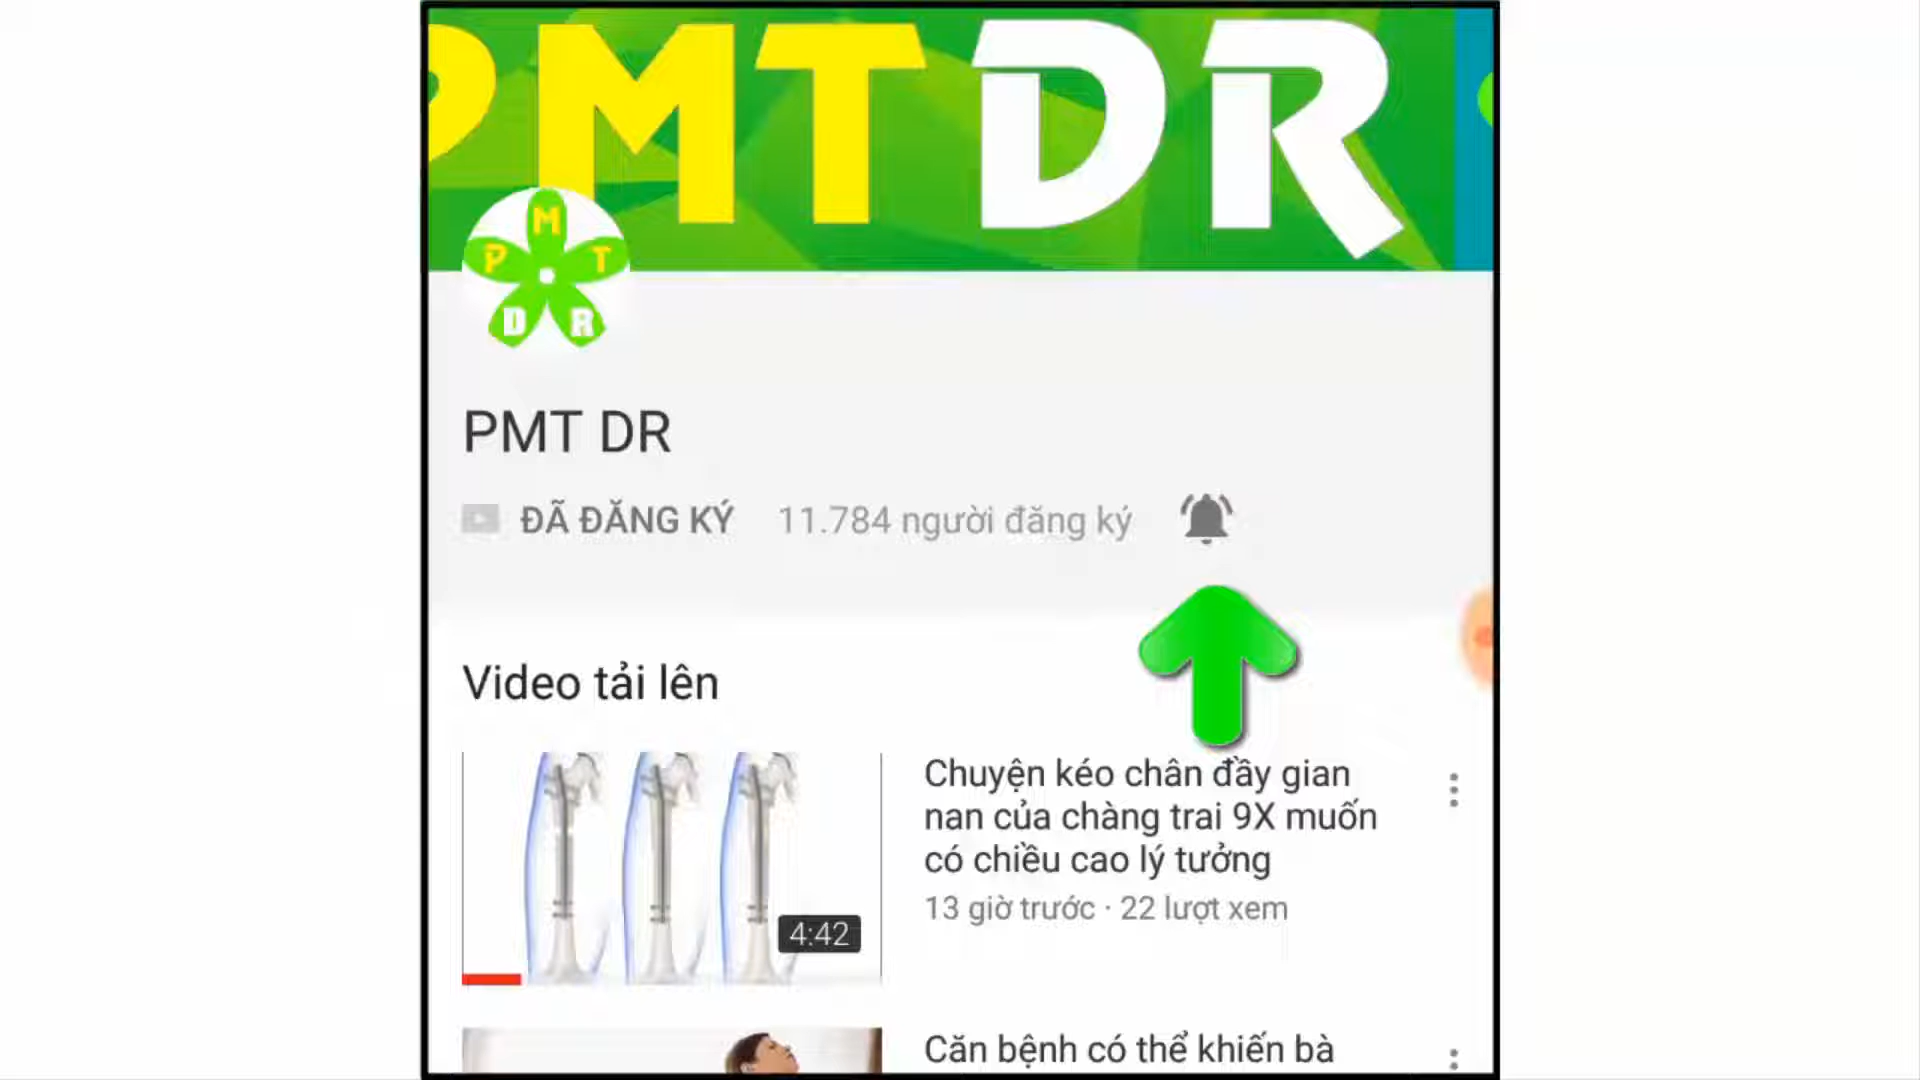 PMT DR
M
P T
D R
PMT DR
ĐÃ ĐĂNG KÝ 11.784 người đăng ký
Video tải lên
Chuyện kéo chân đầy gian
nan của chàng trai 9X muốn
có chiều cao lý tưởng
13 giờ trước · 22 lượt xem
4:42
Căn bệnh có thể khiến bà